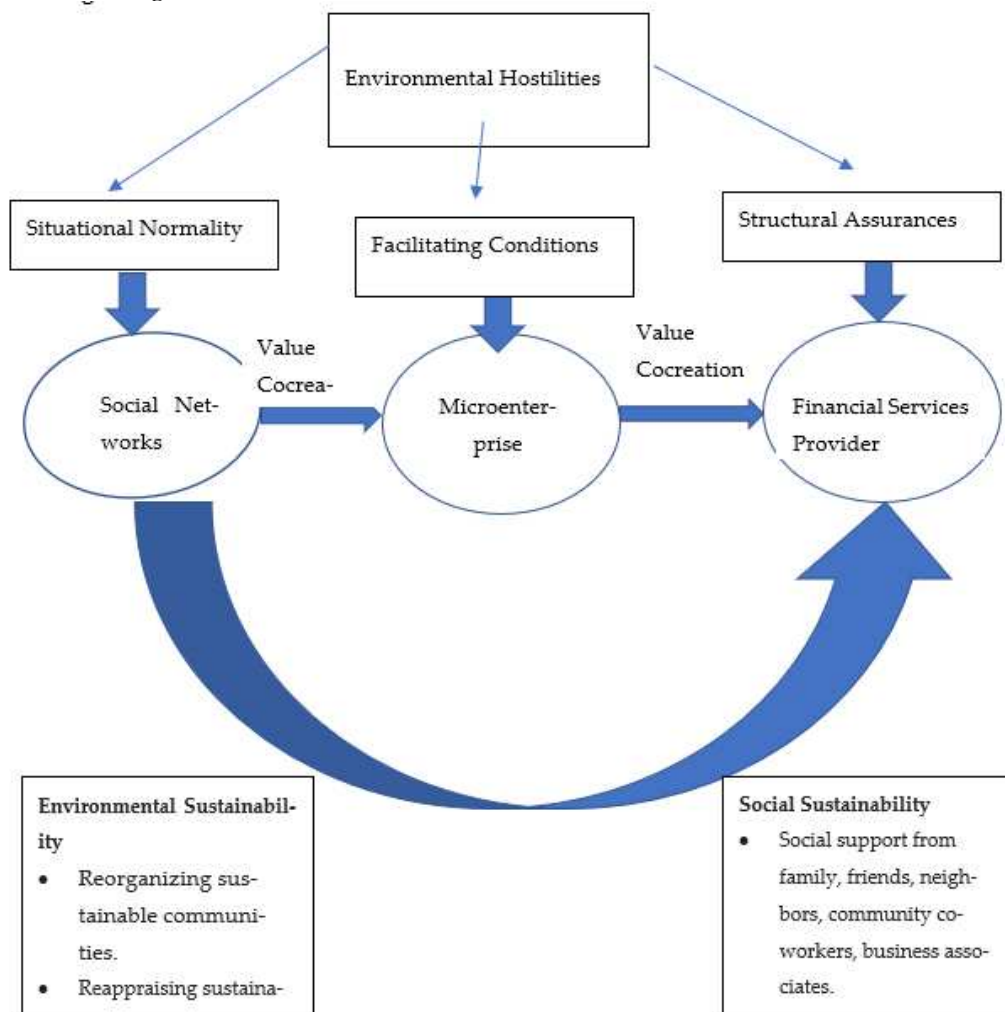 Environmental Hostilities
Situational Normality
Facilitating Conditions
Structural Assurances
Value
Cocrea-
Value
Cocreation
Social Net-
works
Microenter-
prise
Financial Services
Provider
Environmental Sustainabil-
ity
• Reorganizing sus-
tainable communi-
ties.
• Reappraising sustaina-
Social Sustainability
• Social support from
family, friends, neigh-
bors, community co-
workers, business asso-
ciates.